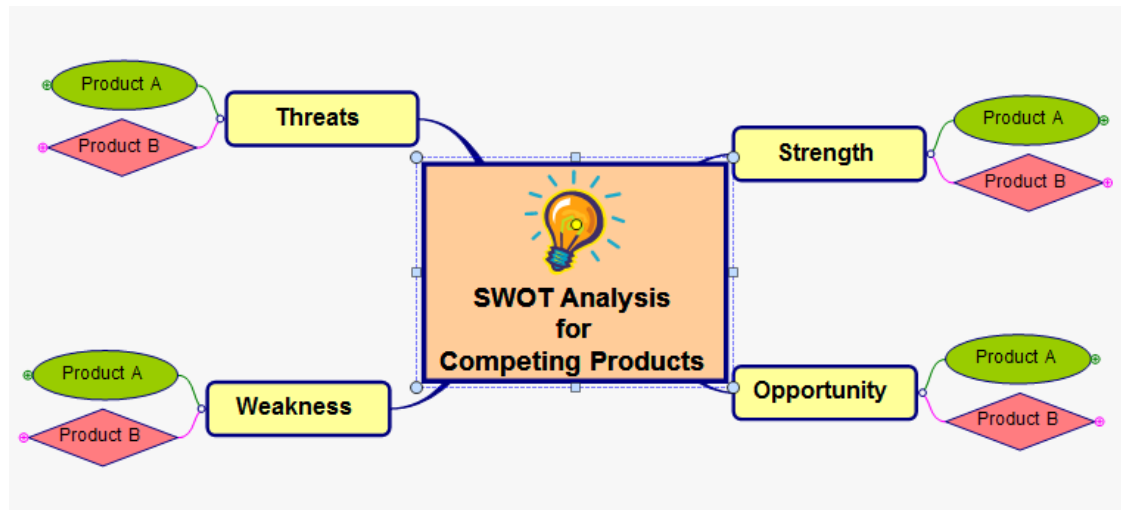 Product A
Threats
Product B
Product A
Strength
Product B
SWOT Analysis
for
Competing Products
Product A
Weakness
Product B
Product A
Opportunity
Product B